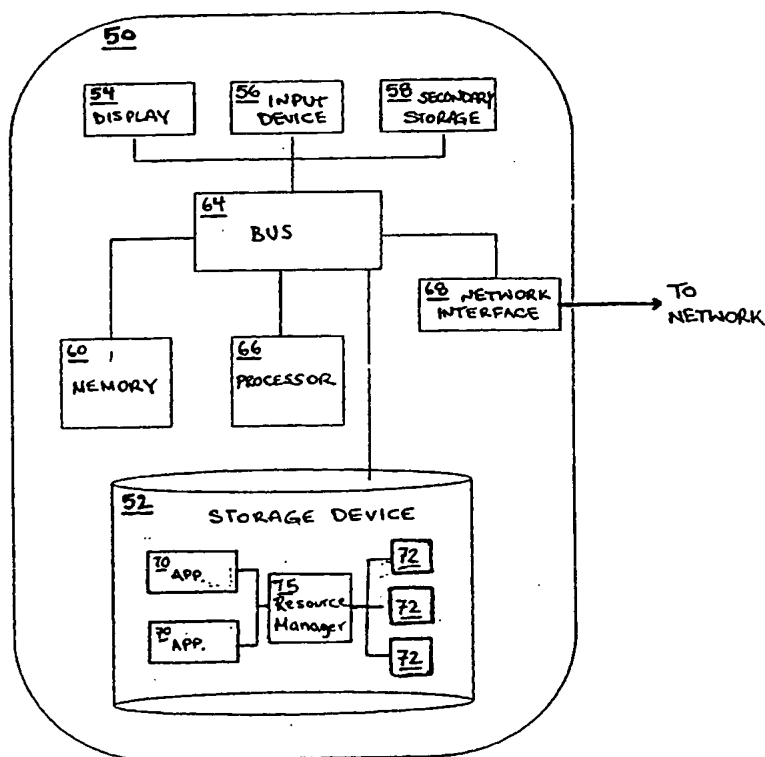 50
54 DISPLAY
56 INPUT
DEVICE
58 SECONDARY
STORAGE
64
BUS
68 NETWORK
INTERFACE
TO
NETWORK
60
MEMORY
66
PROCESSOR
52
STORAGE DEVICE
70 APP.
70 APP.
75
Resource
Manager
72
72
72